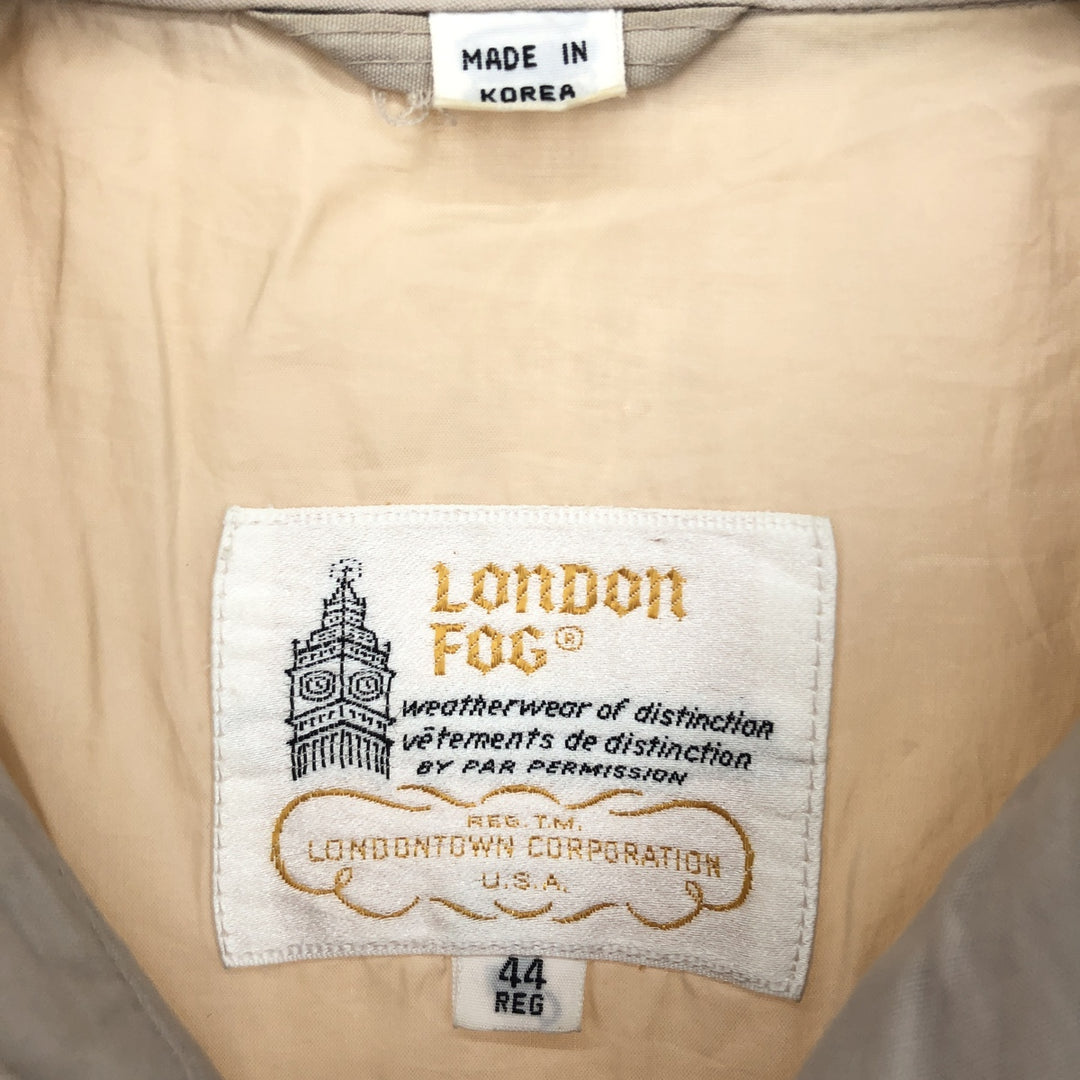 MADE IN
KOREA
LONDON
FOG®
weatherwear of distinction
vêtements de distinction
BY PAR PERMISSION
REG. T.M.
LONDONTOWN CORPORATION
U.S.A.
44
REG